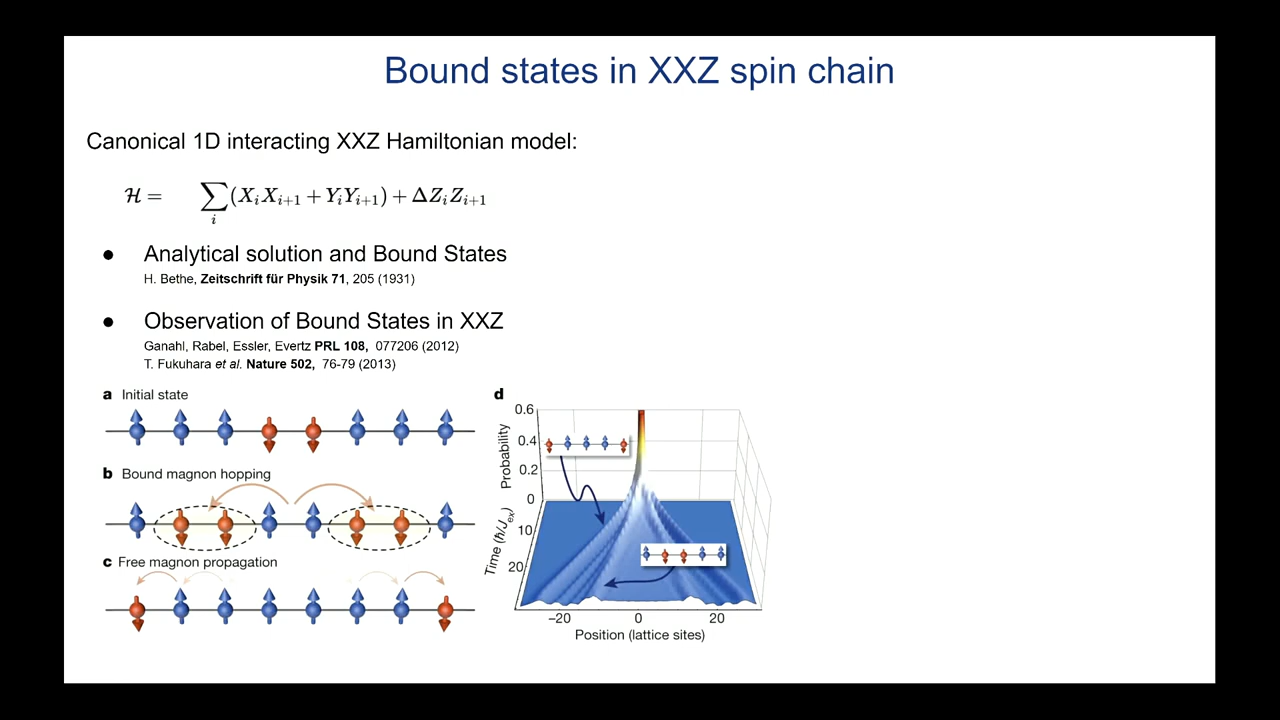 Bound states in XXZ spin chain
Canonical 1D interacting XXZ Hamiltonian model:
ℋ = ∑_i (X_i X_{i+1} + Y_i Y_{i+1}) + ΔZ_i Z_{i+1}
● Analytical solution and Bound States
H. Bethe, Zeitschrift für Physik 71, 205 (1931)
● Observation of Bound States in XXZ
Ganahl, Rabel, Essler, Evertz PRL 108, 077206 (2012)
T. Fukuhara et al. Nature 502, 76-79 (2013)
a Initial state
b Bound magnon hopping
c Free magnon propagation
d
Probability
0.6
0.4
0.2
0
Time (ħ/J_ex)
10
20
−20 0 20
Position (lattice sites)